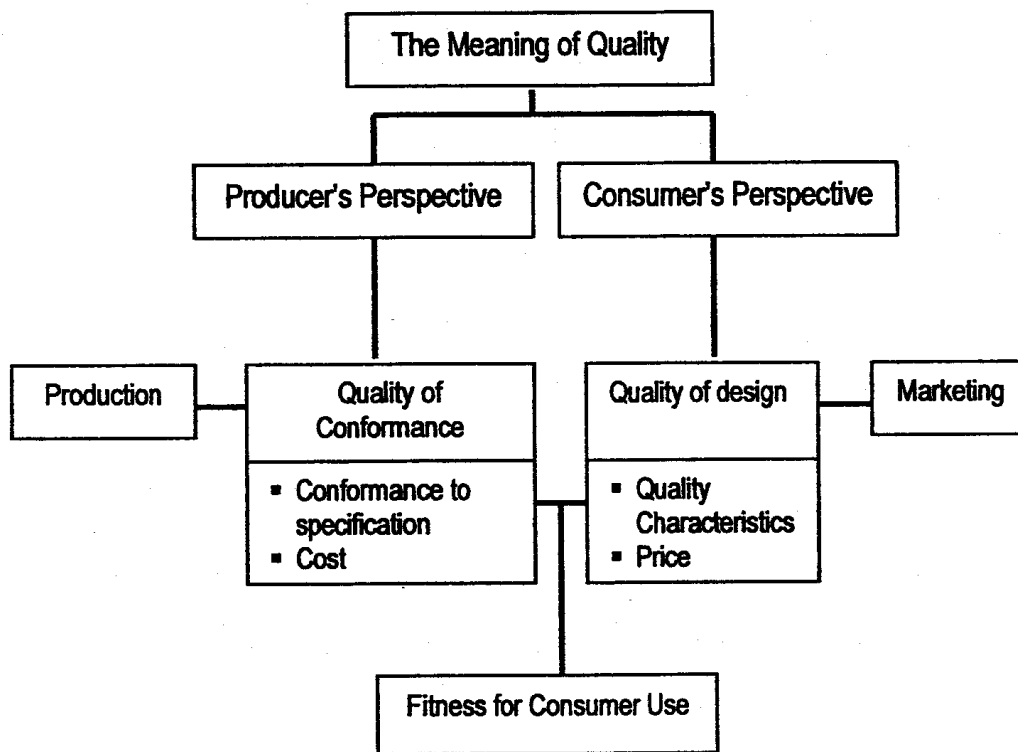 The Meaning of Quality
Producer's Perspective
Consumer's Perspective
Production
Quality of
Conformance
▪ Conformance to
specification
▪ Cost
Quality of design
▪ Quality
Characteristics
▪ Price
Marketing
Fitness for Consumer Use